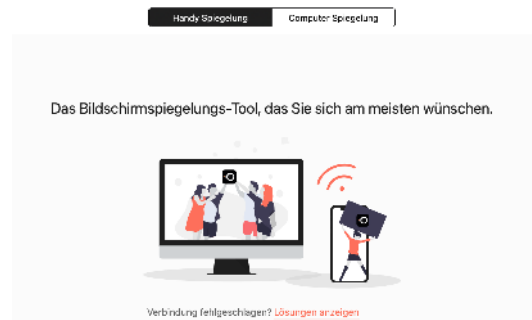 Handy Spiegelung
Computer Spiegelung
Das Bildschirmspiegelungs-Tool, das Sie sich am meisten wünschen.
Verbindung fehlgeschlagen? Lösungen anzeigen